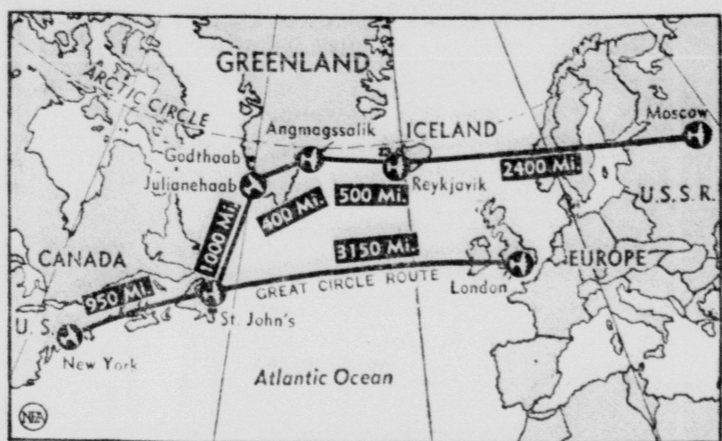 GREENLAND
ARCTIC CIRCLE
Angmagssalik
ICELAND
Moscow
Godthaab
Julianehaab
400 Mi.
500 Mi.
Reykjavik
2400 Mi.
U.S.S.R.
1000 Mi.
3150 Mi.
CANADA
EUROPE
950 Mi.
GREAT CIRCLE ROUTE
London
U. S.
St. John's
New York
Atlantic Ocean
NEA